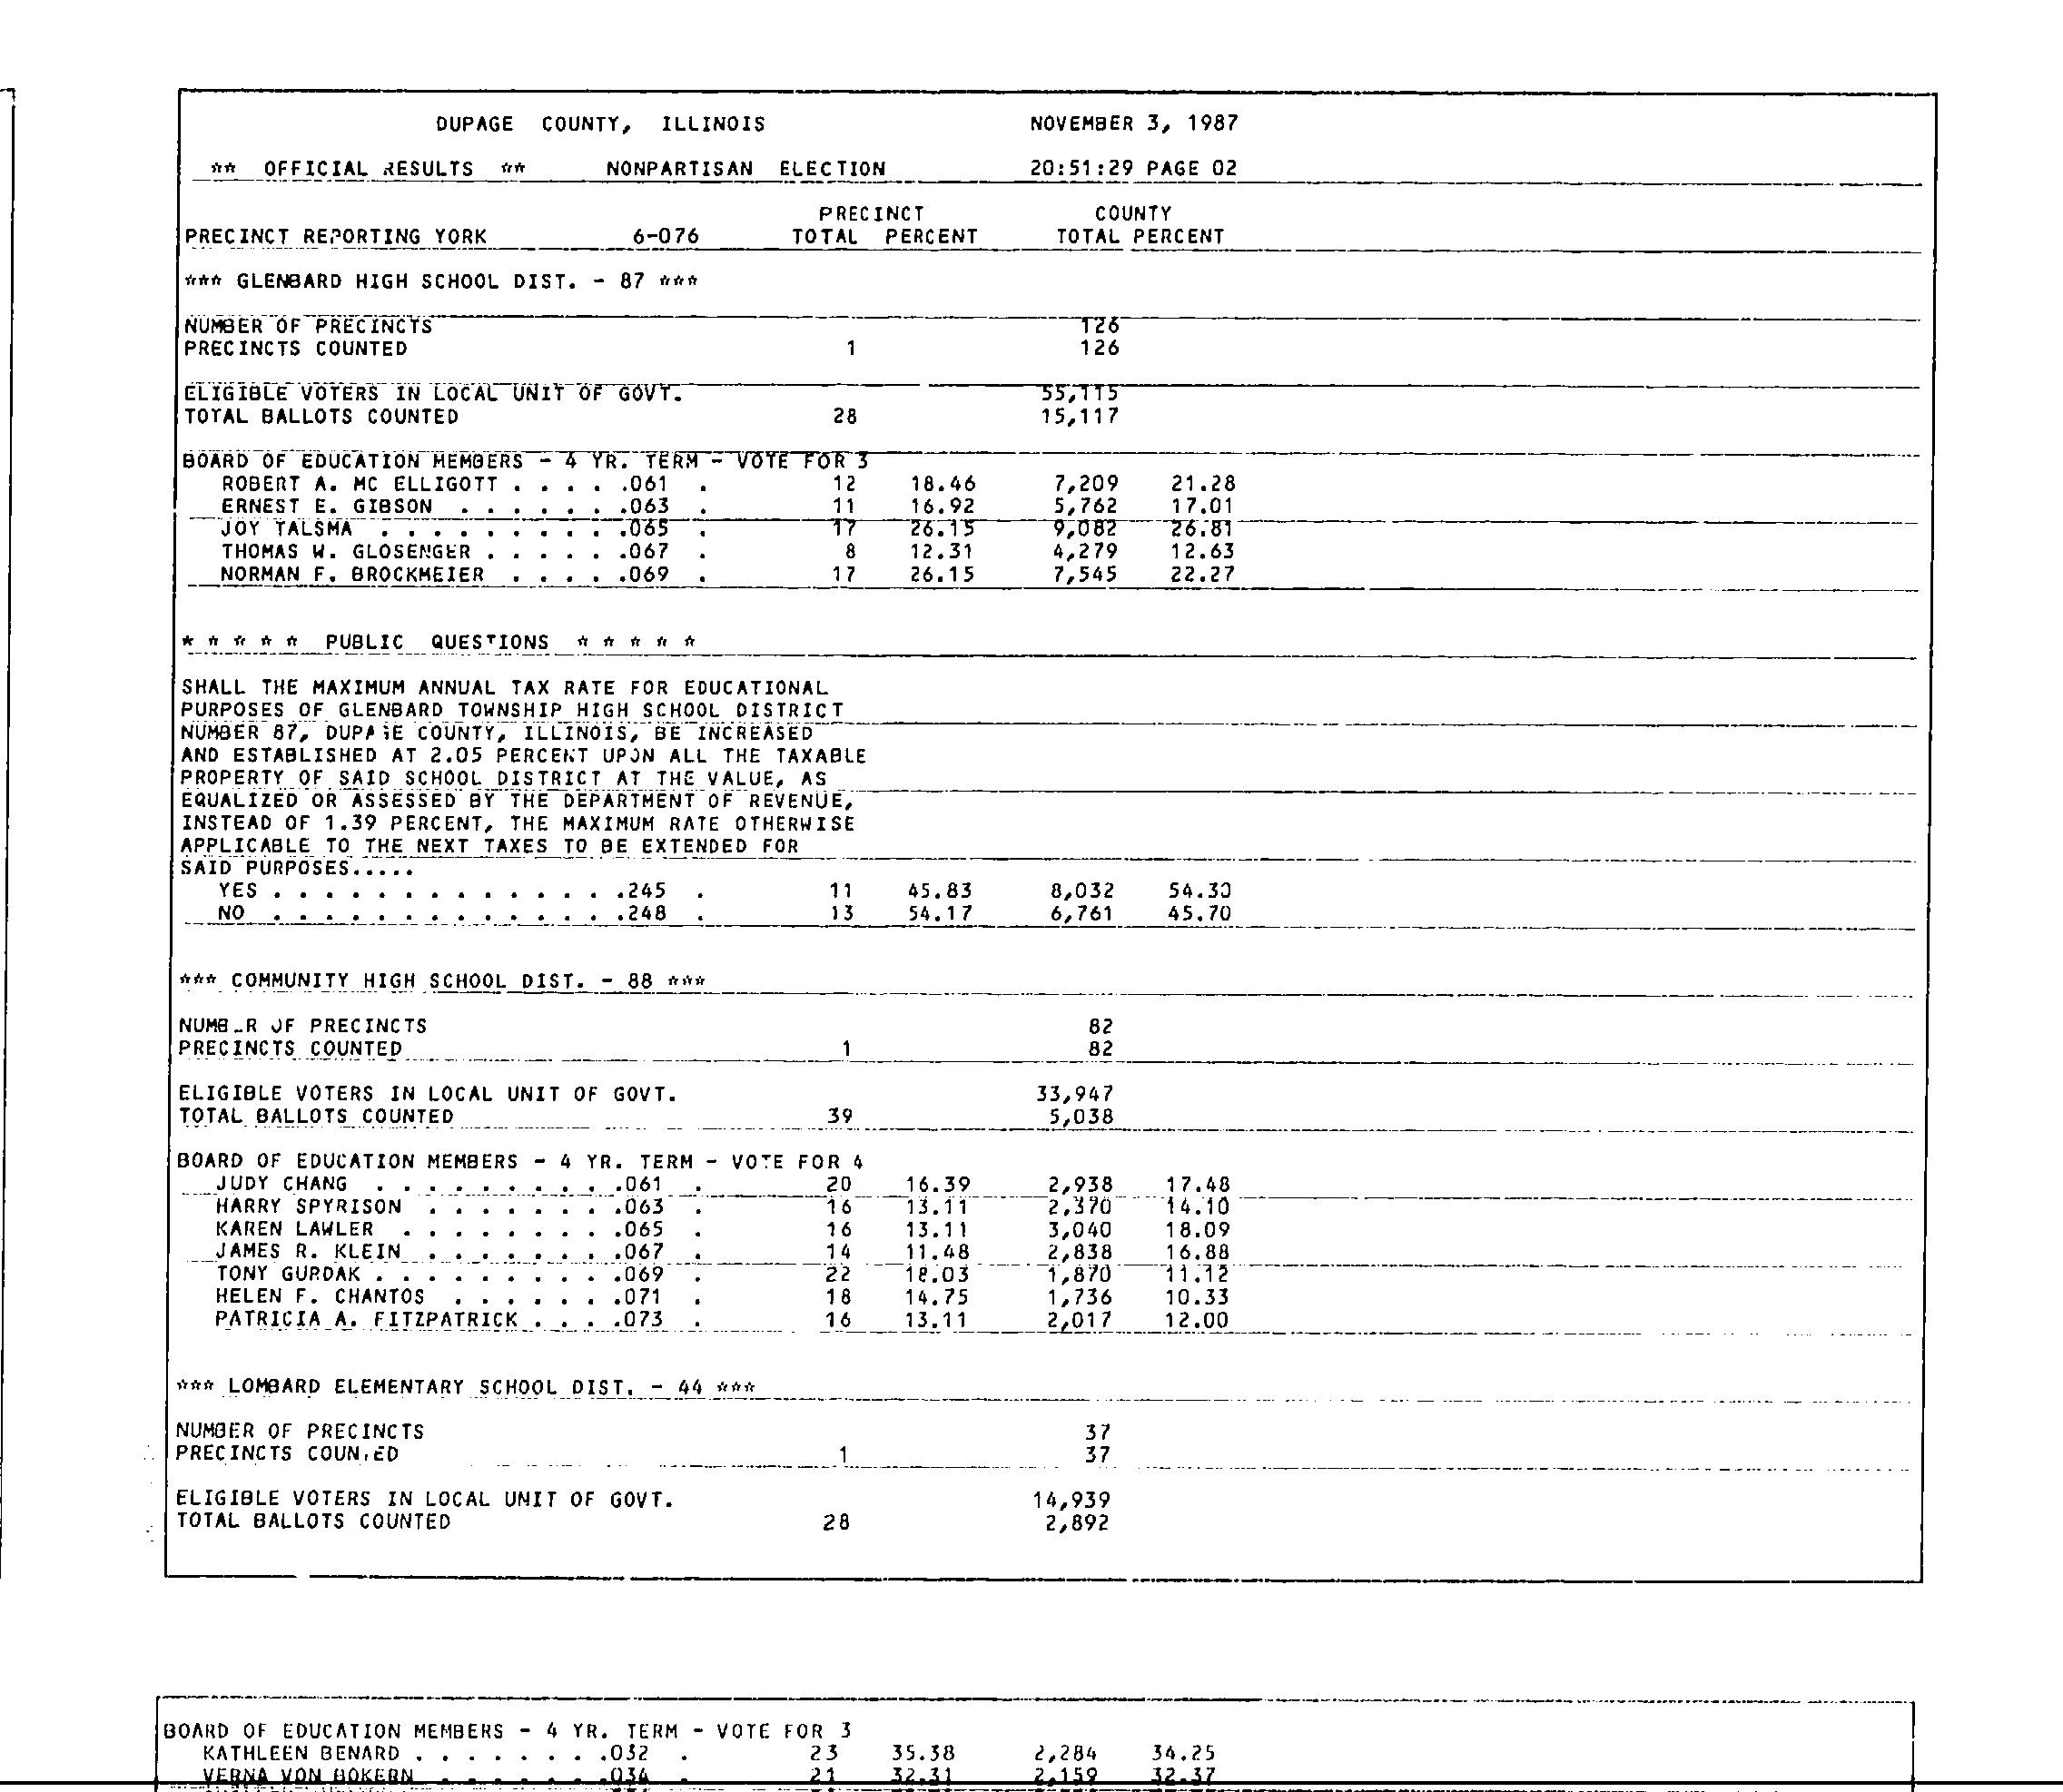 DUPAGE COUNTY, ILLINOIS NOVEMBER 3, 1987
** OFFICIAL RESULTS ** NONPARTISAN ELECTION 20:51:29 PAGE 02
PRECINCT COUNTY
PRECINCT REPORTING YORK 6-076 TOTAL PERCENT TOTAL PERCENT
*** GLENBARD HIGH SCHOOL DIST. - 87 ***
NUMBER OF PRECINCTS 126
PRECINCTS COUNTED 1 126
ELIGIBLE VOTERS IN LOCAL UNIT OF GOVT. 55,115
TOTAL BALLOTS COUNTED 28 15,117
BOARD OF EDUCATION MEMBERS - 4 YR. TERM - VOTE FOR 3
ROBERT A. MC ELLIGOTT . . . . .061 . 12 18.46 7,209 21.28
ERNEST E. GIBSON . . . . . . .063 . 11 16.92 5,762 17.01
JOY TALSMA . . . . . . . . . .065 . 17 26.15 9,082 26.81
THOMAS W. GLOSENGER . . . . . .067 . 8 12.31 4,279 12.63
NORMAN F. BROCKMEIER . . . . .069 . 17 26.15 7,545 22.27
* * * * * PUBLIC QUESTIONS * * * * *
SHALL THE MAXIMUM ANNUAL TAX RATE FOR EDUCATIONAL
PURPOSES OF GLENBARD TOWNSHIP HIGH SCHOOL DISTRICT
NUMBER 87, DUPAGE COUNTY, ILLINOIS, BE INCREASED
AND ESTABLISHED AT 2.05 PERCENT UPON ALL THE TAXABLE
PROPERTY OF SAID SCHOOL DISTRICT AT THE VALUE, AS
EQUALIZED OR ASSESSED BY THE DEPARTMENT OF REVENUE,
INSTEAD OF 1.39 PERCENT, THE MAXIMUM RATE OTHERWISE
APPLICABLE TO THE NEXT TAXES TO BE EXTENDED FOR
SAID PURPOSES.....
YES . . . . . . . . . . . . . .245 . 11 45.83 8,032 54.30
NO . . . . . . . . . . . . . .248 . 13 54.17 6,761 45.70
*** COMMUNITY HIGH SCHOOL DIST. - 88 ***
NUMBER OF PRECINCTS 82
PRECINCTS COUNTED 1 82
ELIGIBLE VOTERS IN LOCAL UNIT OF GOVT. 33,947
TOTAL BALLOTS COUNTED 39 5,038
BOARD OF EDUCATION MEMBERS - 4 YR. TERM - VOTE FOR 4
JUDY CHANG . . . . . . . . . .061 . 20 16.39 2,938 17.48
HARRY SPYRISON . . . . . . . .063 . 16 13.11 2,370 14.10
KAREN LAWLER . . . . . . . . .065 . 16 13.11 3,040 18.09
JAMES R. KLEIN . . . . . . . .067 . 14 11.48 2,838 16.88
TONY GURDAK . . . . . . . . . .069 . 22 18.03 1,870 11.12
HELEN F. CHANTOS . . . . . . .071 . 18 14.75 1,736 10.33
PATRICIA A. FITZPATRICK . . . .073 . 16 13.11 2,017 12.00
*** LOMBARD ELEMENTARY SCHOOL DIST. - 44 ***
NUMBER OF PRECINCTS 37
PRECINCTS COUNTED 1 37
ELIGIBLE VOTERS IN LOCAL UNIT OF GOVT. 14,939
TOTAL BALLOTS COUNTED 28 2,892
BOARD OF EDUCATION MEMBERS - 4 YR. TERM - VOTE FOR 3
KATHLEEN BENARD . . . . . . . .032 . 23 35.38 2,284 34.25
VERNA VON BOKERN . . . . . . .034 . 21 32.31 2,159 32.37